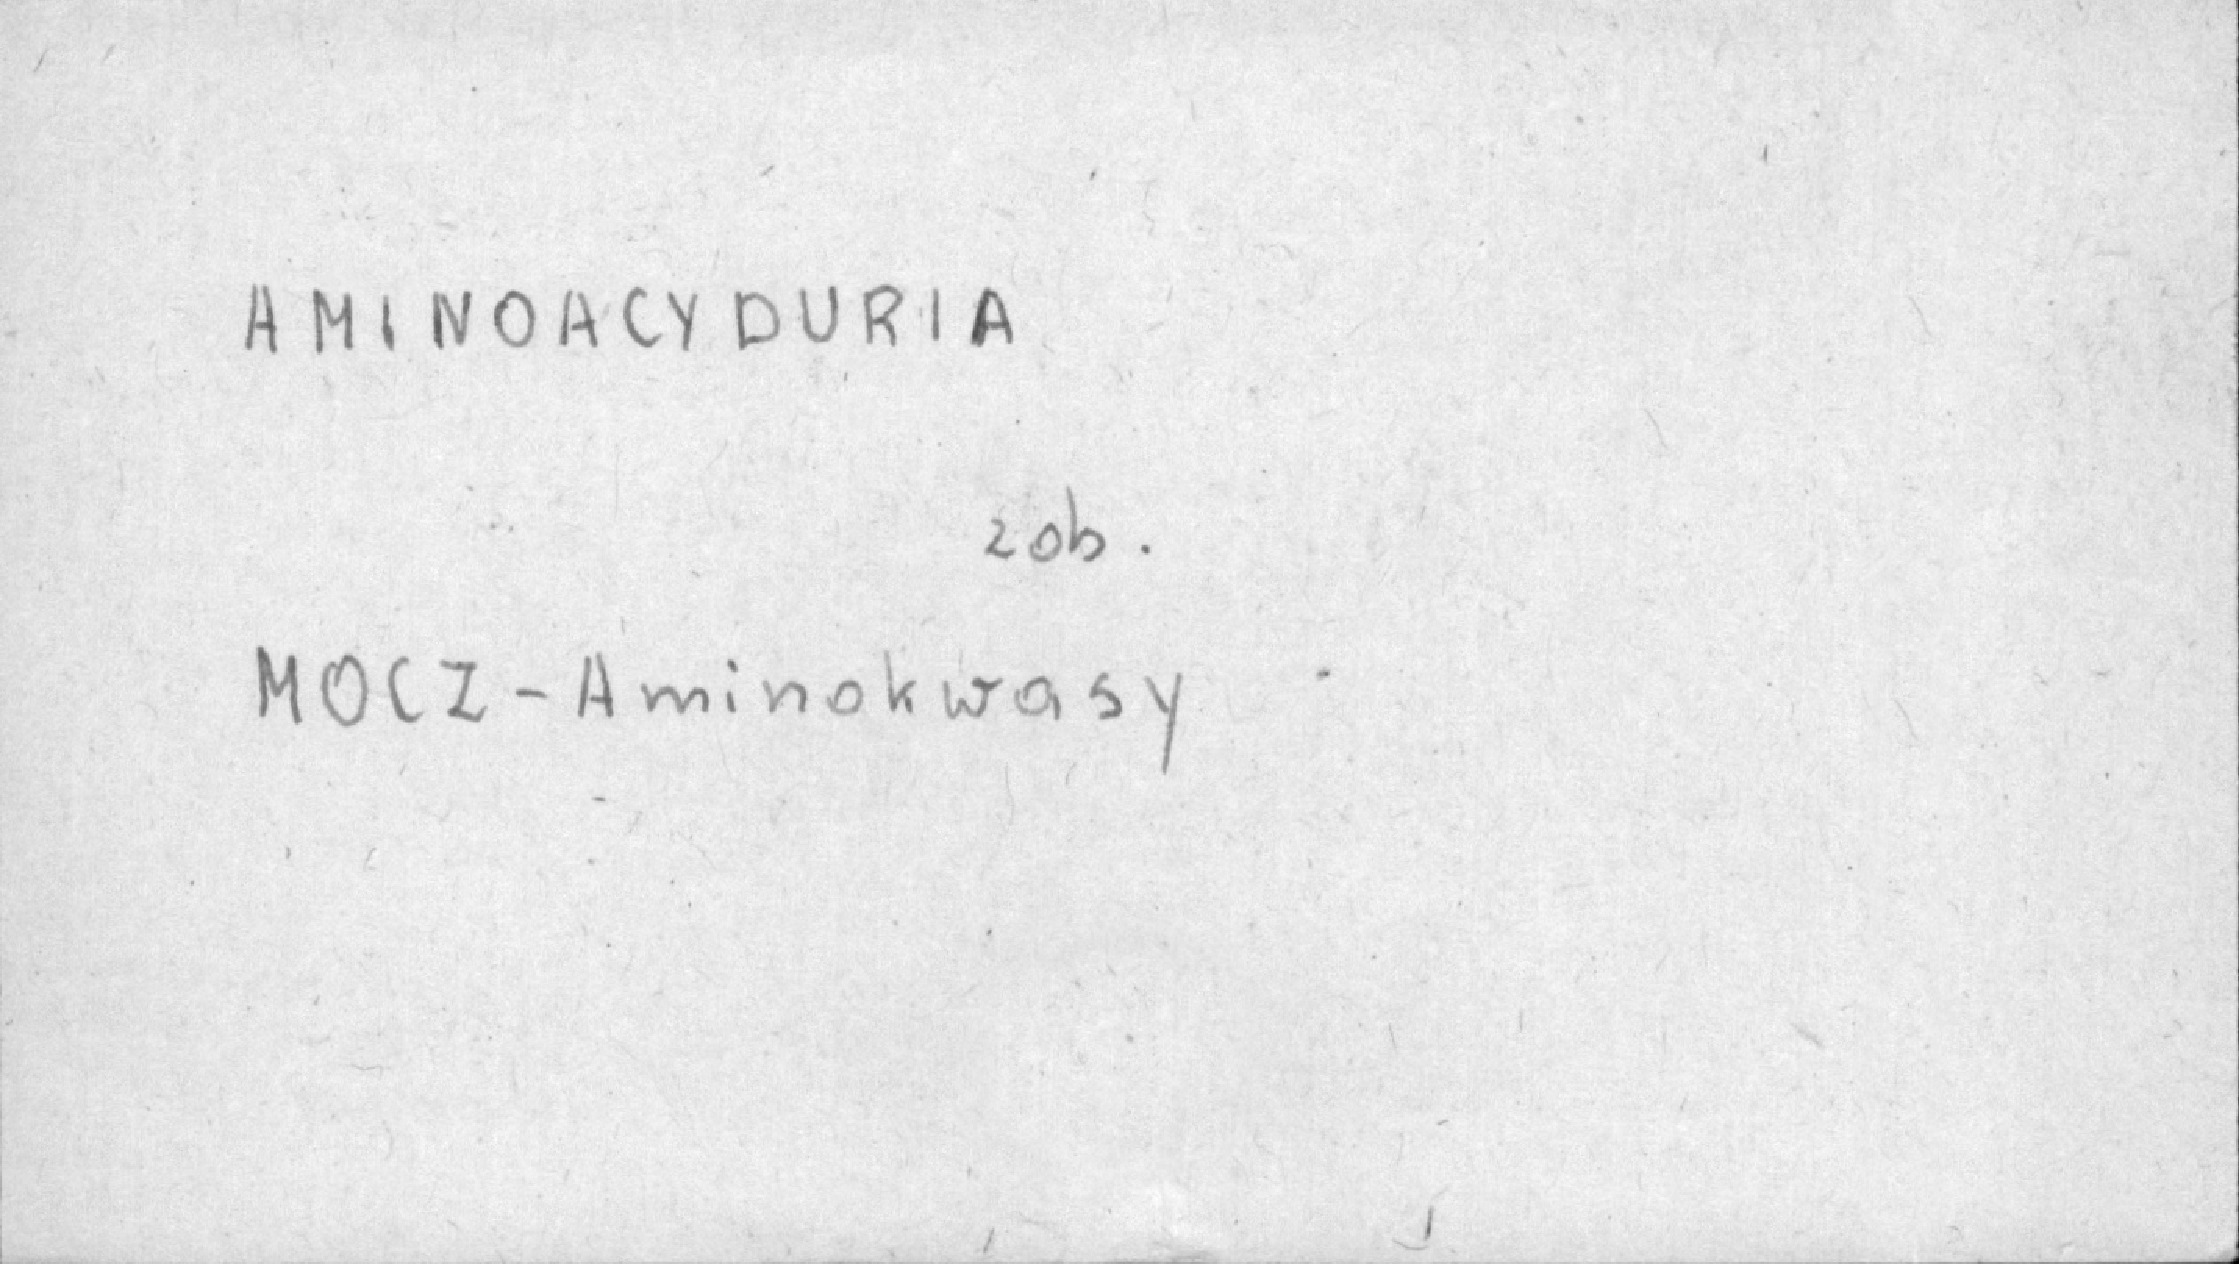 AMINOACYDURIA
zob.
MOCZ - Aminokwasy